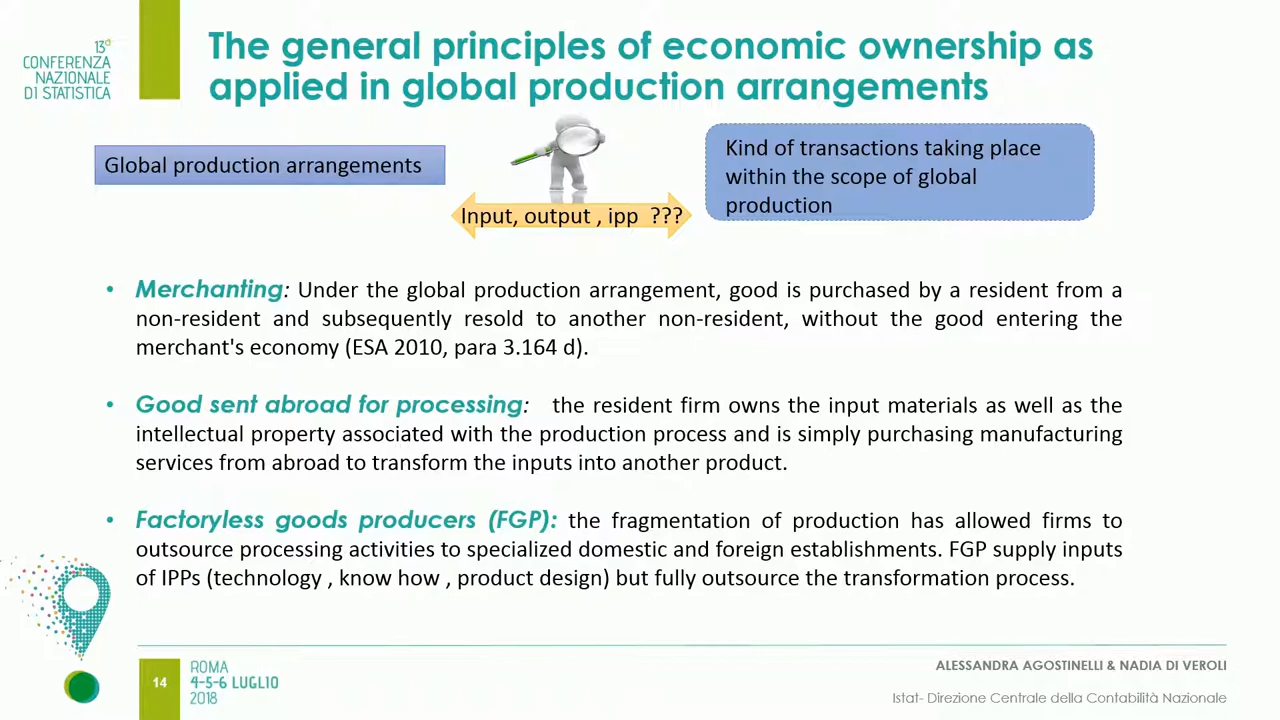 13°
CONFERENZA
NAZIONALE
DI STATISTICA
The general principles of economic ownership as
applied in global production arrangements
Global production arrangements
Input, output , ipp ???
Kind of transactions taking place
within the scope of global
production
• Merchanting: Under the global production arrangement, good is purchased by a resident from a
non-resident and subsequently resold to another non-resident, without the good entering the
merchant's economy (ESA 2010, para 3.164 d).
• Good sent abroad for processing: the resident firm owns the input materials as well as the
intellectual property associated with the production process and is simply purchasing manufacturing
services from abroad to transform the inputs into another product.
• Factoryless goods producers (FGP): the fragmentation of production has allowed firms to
outsource processing activities to specialized domestic and foreign establishments. FGP supply inputs
of IPPs (technology , know how , product design) but fully outsource the transformation process.
14
ROMA
4-5-6 LUGLIO
2018
ALESSANDRA AGOSTINELLI & NADIA DI VEROLI
Istat- Direzione Centrale della Contabilità Nazionale